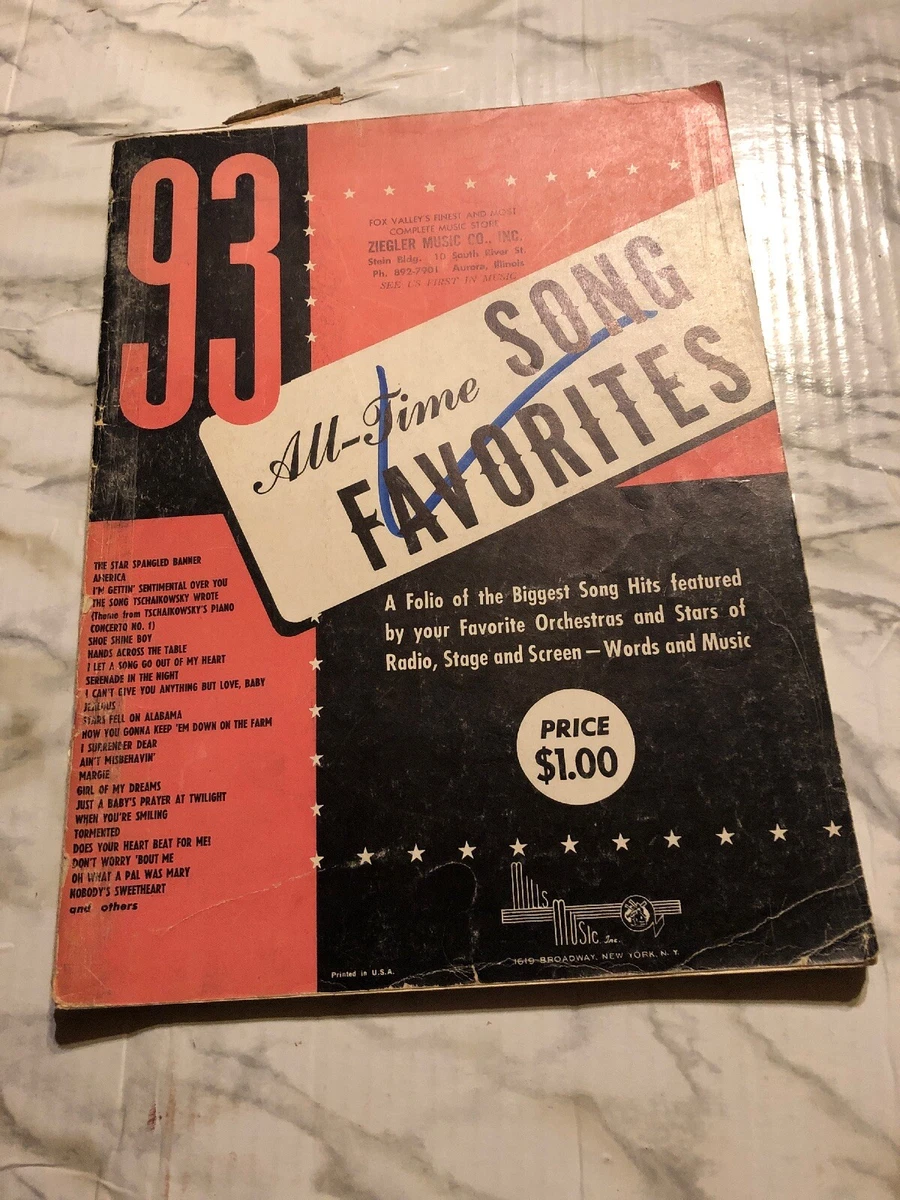 93
FOX VALLEY'S FINEST AND MOST
COMPLETE MUSIC STORE
ZIEGLER MUSIC CO., INC.
Stein Bldg. 10 South River St.
Ph. 892-7901 Aurora, Illinois
SEE US FIRST IN MUSIC
All-Time SONG
FAVORITES
THE STAR SPANGLED BANNER
AMERICA
I'M GETTIN' SENTIMENTAL OVER YOU
THE SONG TSCHAIKOWSKY WROTE
(Theme from TSCHAIKOWSKY'S PIANO
CONCERTO NO. 1)
SHOE SHINE BOY
HANDS ACROSS THE TABLE
I LET A SONG GO OUT OF MY HEART
SERENADE IN THE NIGHT
I CAN'T GIVE YOU ANYTHING BUT LOVE, BABY
JEALOUS
STARS FELL ON ALABAMA
HOW YOU GONNA KEEP 'EM DOWN ON THE FARM
I SURRENDER DEAR
AIN'T MISBEHAVIN'
MARGIE
GIRL OF MY DREAMS
JUST A BABY'S PRAYER AT TWILIGHT
WHEN YOU'RE SMILING
TORMENTED
DOES YOUR HEART BEAT FOR ME?
DON'T WORRY 'BOUT ME
OH WHAT A PAL WAS MARY
NOBODY'S SWEETHEART
and others
A Folio of the Biggest Song Hits featured
by your Favorite Orchestras and Stars of
Radio, Stage and Screen — Words and Music
PRICE
$1.00
Mills
Music, Inc.
1619 BROADWAY, NEW YORK, N. Y.
Printed in U.S.A.